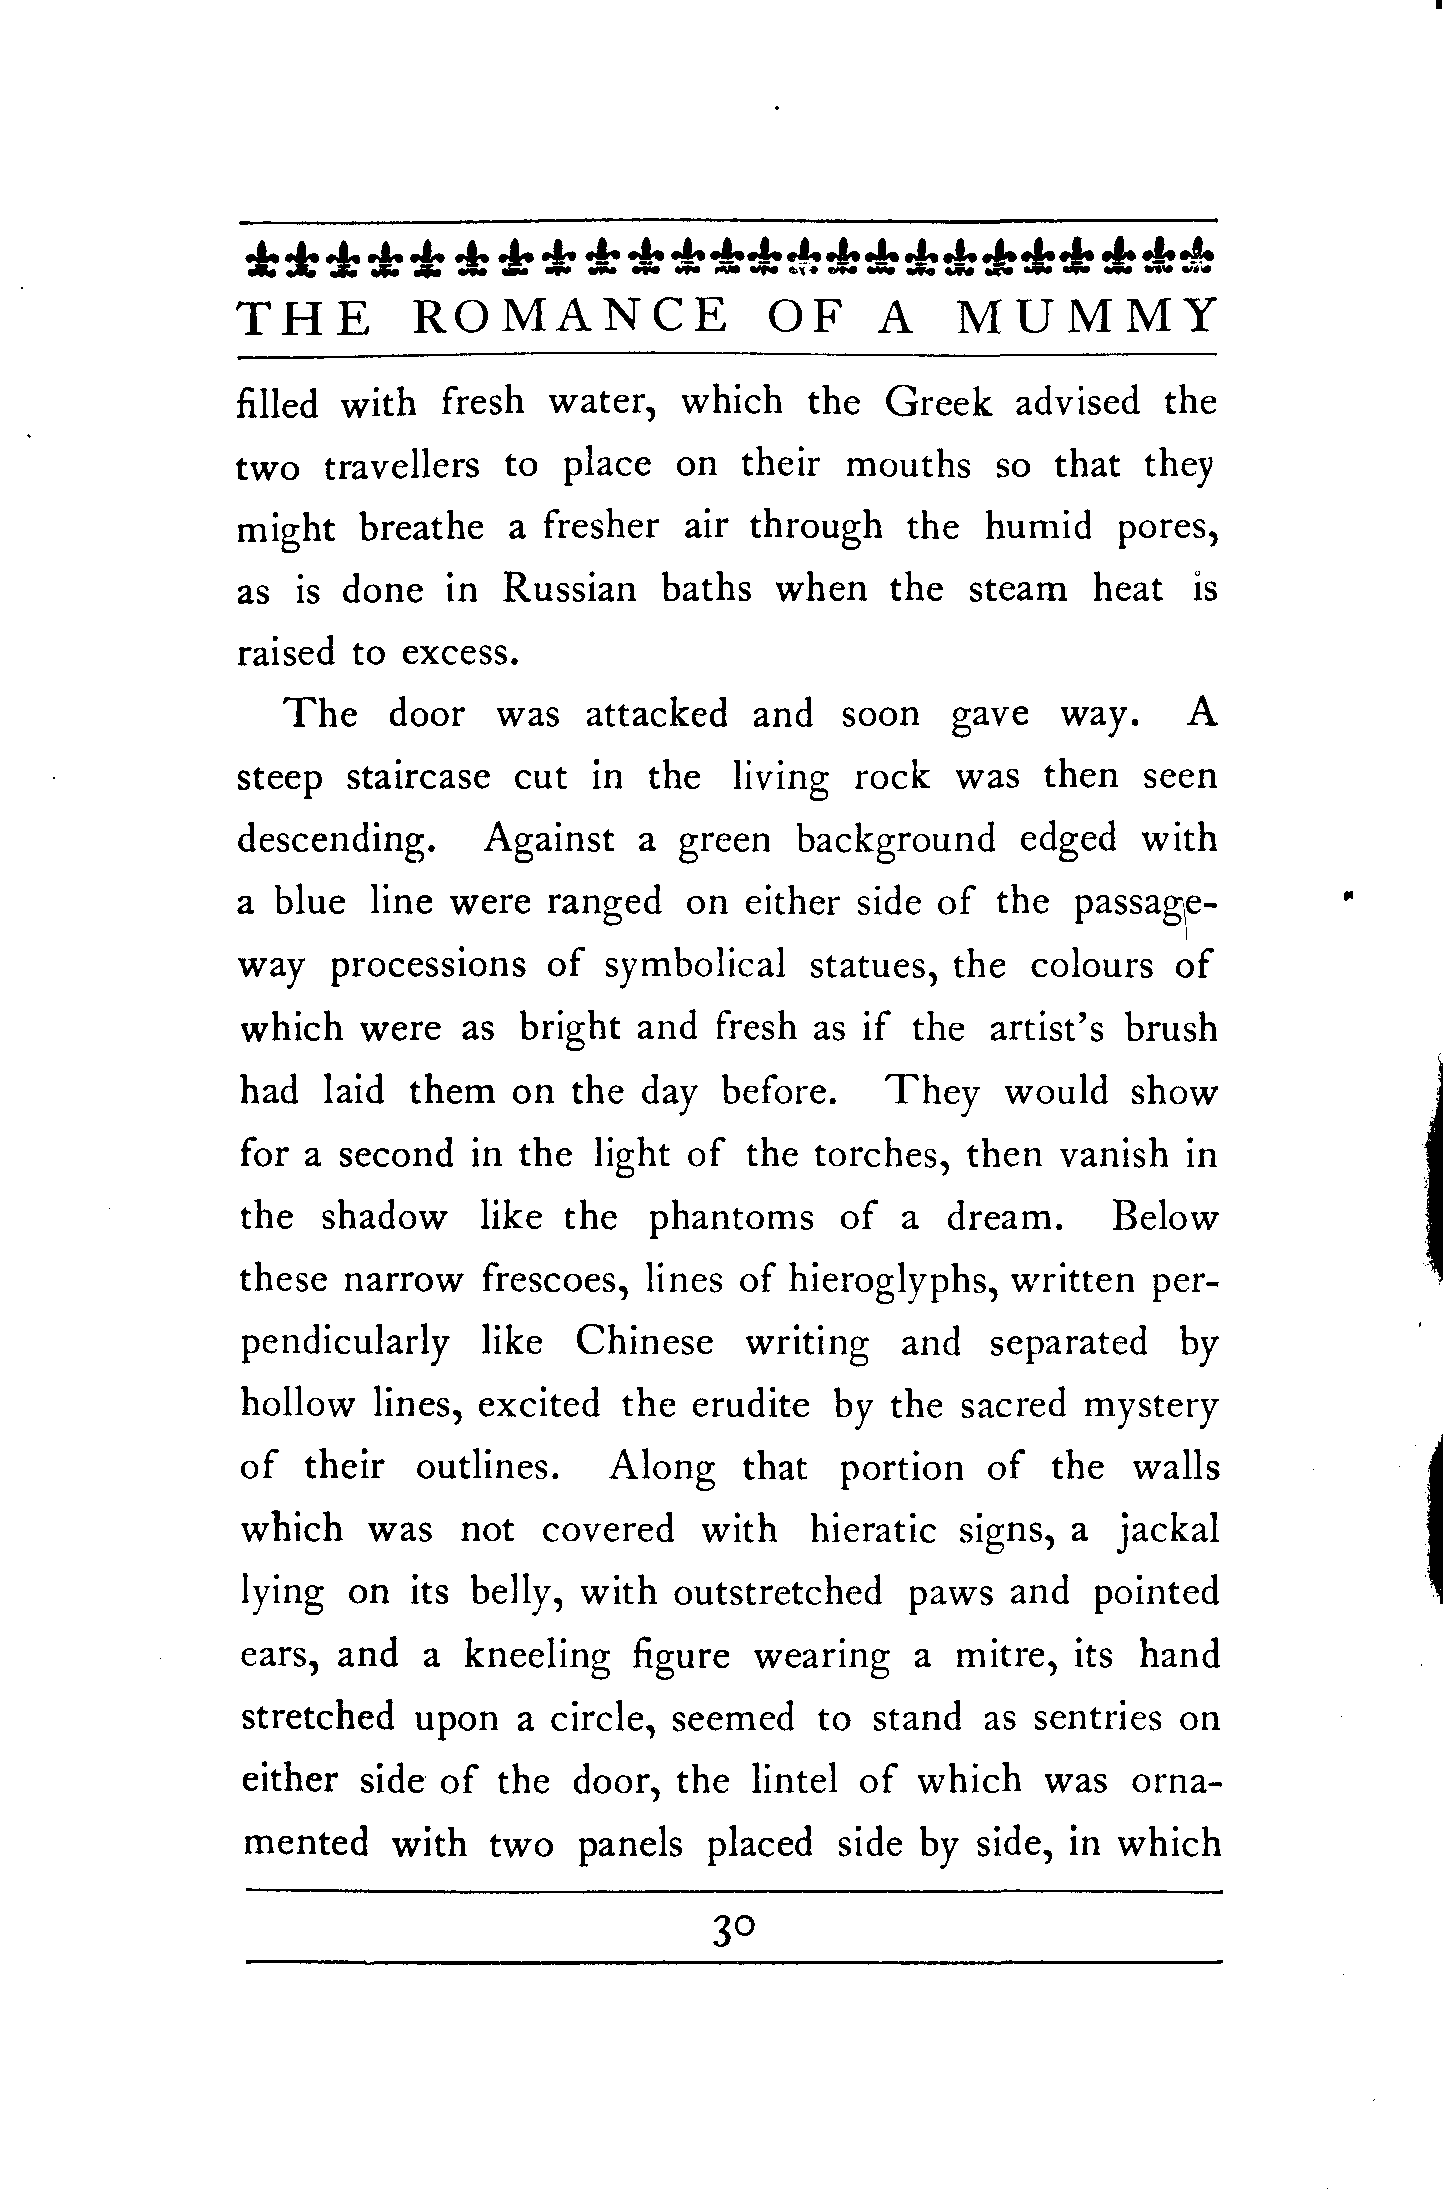 THE ROMANCE OF A MUMMY
filled with fresh water, which the Greek advised the
two travellers to place on their mouths so that they
might breathe a fresher air through the humid pores,
as is done in Russian baths when the steam heat is
raised to excess.
The door was attacked and soon gave way. A
steep staircase cut in the living rock was then seen
descending. Against a green background edged with
a blue line were ranged on either side of the passage-
way processions of symbolical statues, the colours of
which were as bright and fresh as if the artist's brush
had laid them on the day before. They would show
for a second in the light of the torches, then vanish in
the shadow like the phantoms of a dream. Below
these narrow frescoes, lines of hieroglyphs, written per-
pendicularly like Chinese writing and separated by
hollow lines, excited the erudite by the sacred mystery
of their outlines. Along that portion of the walls
which was not covered with hieratic signs, a jackal
lying on its belly, with outstretched paws and pointed
ears, and a kneeling figure wearing a mitre, its hand
stretched upon a circle, seemed to stand as sentries on
either side of the door, the lintel of which was orna-
mented with two panels placed side by side, in which
30